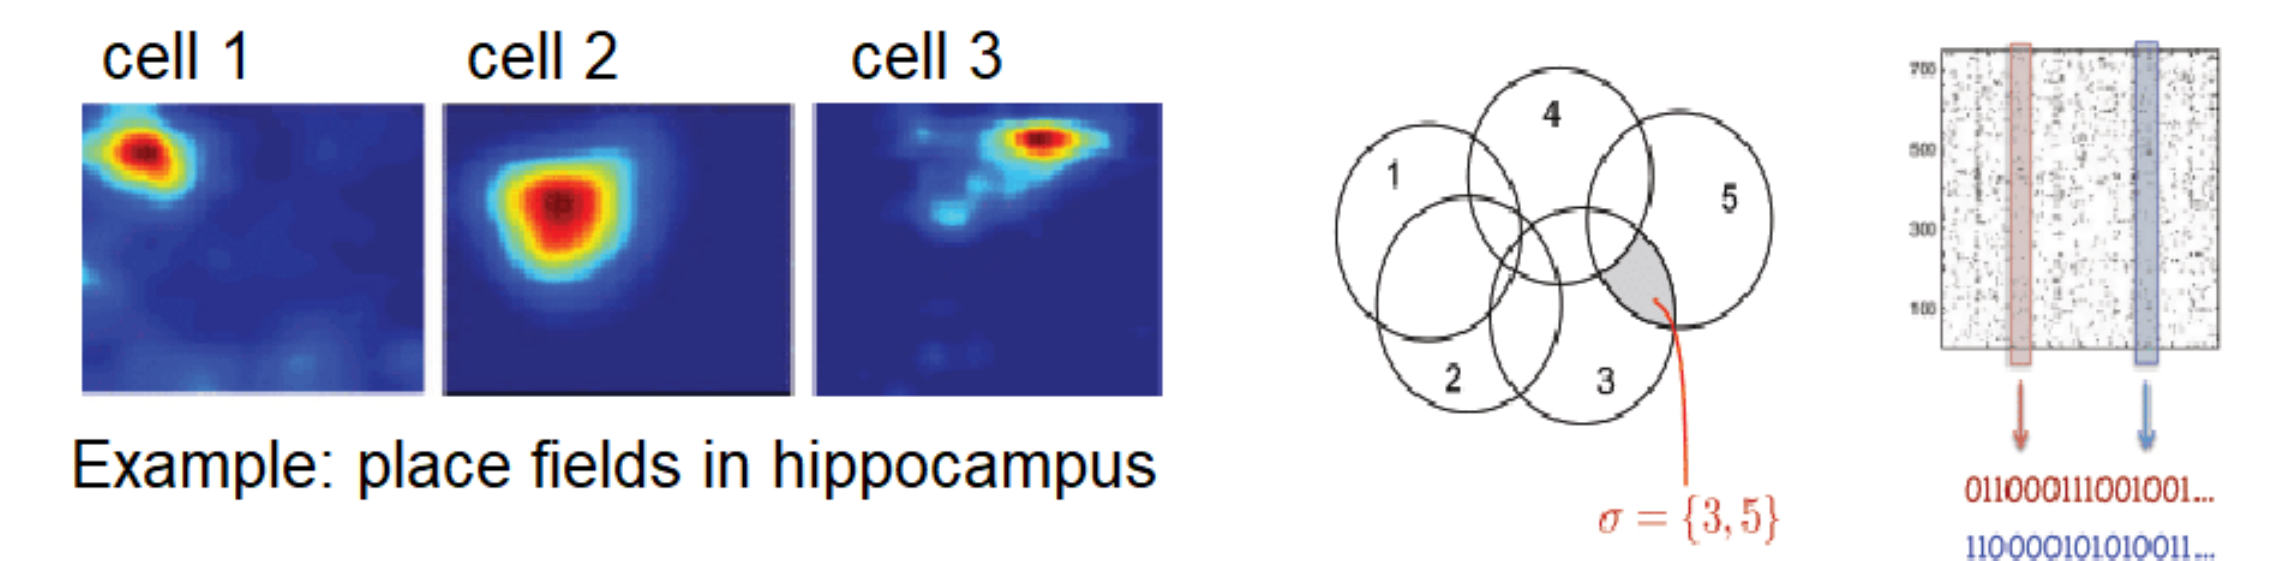 cell 1
cell 2
cell 3
Example: place fields in hippocampus
1
4
5
2
3
σ = {3, 5}
700
500
300
100
011000111001001...
110000101010011...